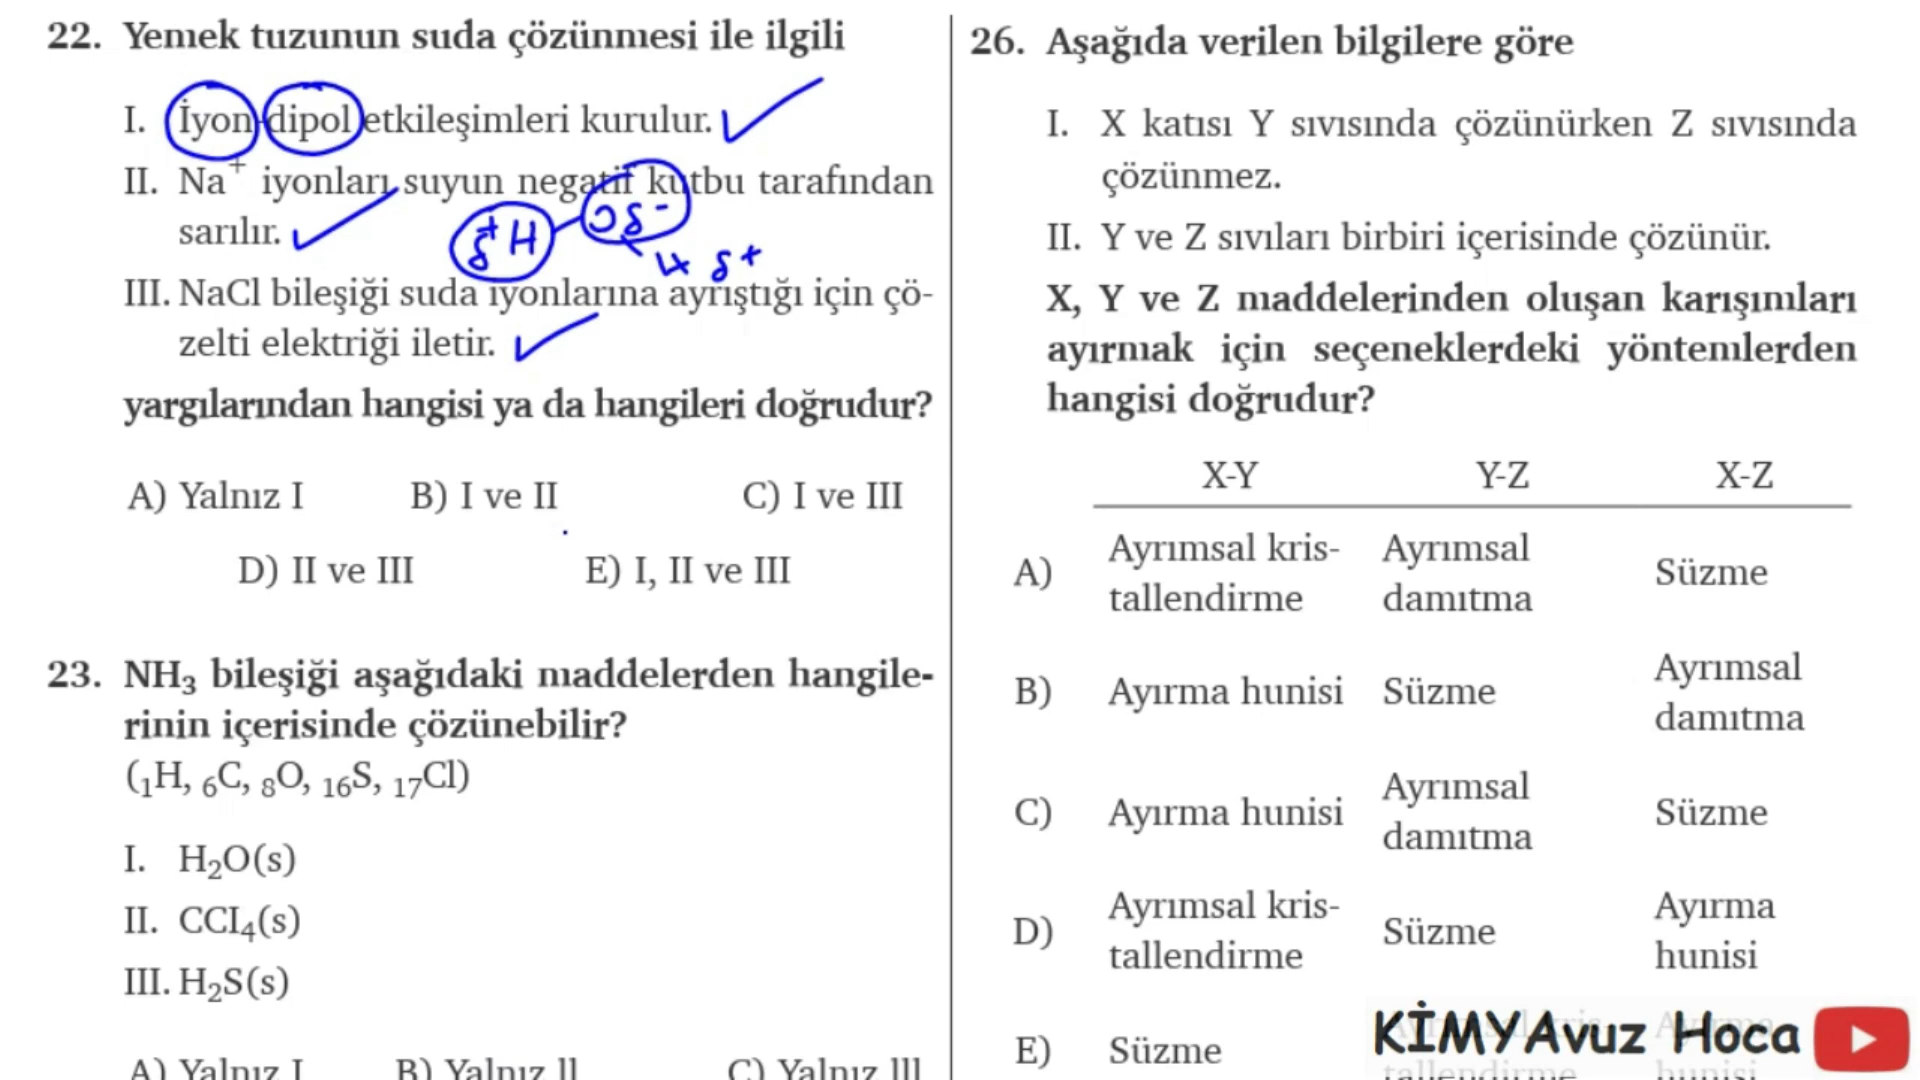 22. Yemek tuzunun suda çözünmesi ile ilgili
I. İyon-dipol etkileşimleri kurulur.
II. Na⁺ iyonları suyun negatif kutbu tarafından
sarılır.
δ+ H
O δ-
H δ+
III. NaCl bileşiği suda iyonlarına ayrıştığı için çö-
zelti elektriği iletir.
yargılarından hangisi ya da hangileri doğrudur?
A) Yalnız I B) I ve II C) I ve III
D) II ve III E) I, II ve III
23. NH₃ bileşiği aşağıdaki maddelerden hangile-
rinin içerisinde çözünebilir?
(₁H, ₆C, ₈O, ₁₆S, ₁₇Cl)
I. H₂O(s)
II. CCI₄(s)
III. H₂S(s)
A) Yalnız I B) Yalnız II C) Yalnız III
26. Aşağıda verilen bilgilere göre
I. X katısı Y sıvısında çözünürken Z sıvısında
çözünmez.
II. Y ve Z sıvıları birbiri içerisinde çözünür.
X, Y ve Z maddelerinden oluşan karışımları
ayırmak için seçeneklerdeki yöntemlerden
hangisi doğrudur?
X-Y Y-Z X-Z
A) Ayrımsal kris-
tallendirme
Ayrımsal
damıtma
Süzme
B) Ayırma hunisi Süzme Ayrımsal
damıtma
C) Ayırma hunisi Ayrımsal
damıtma
Süzme
D) Ayrımsal kris-
tallendirme
Süzme Ayırma
hunisi
E) Süzme
KİMYAvuz Hoca